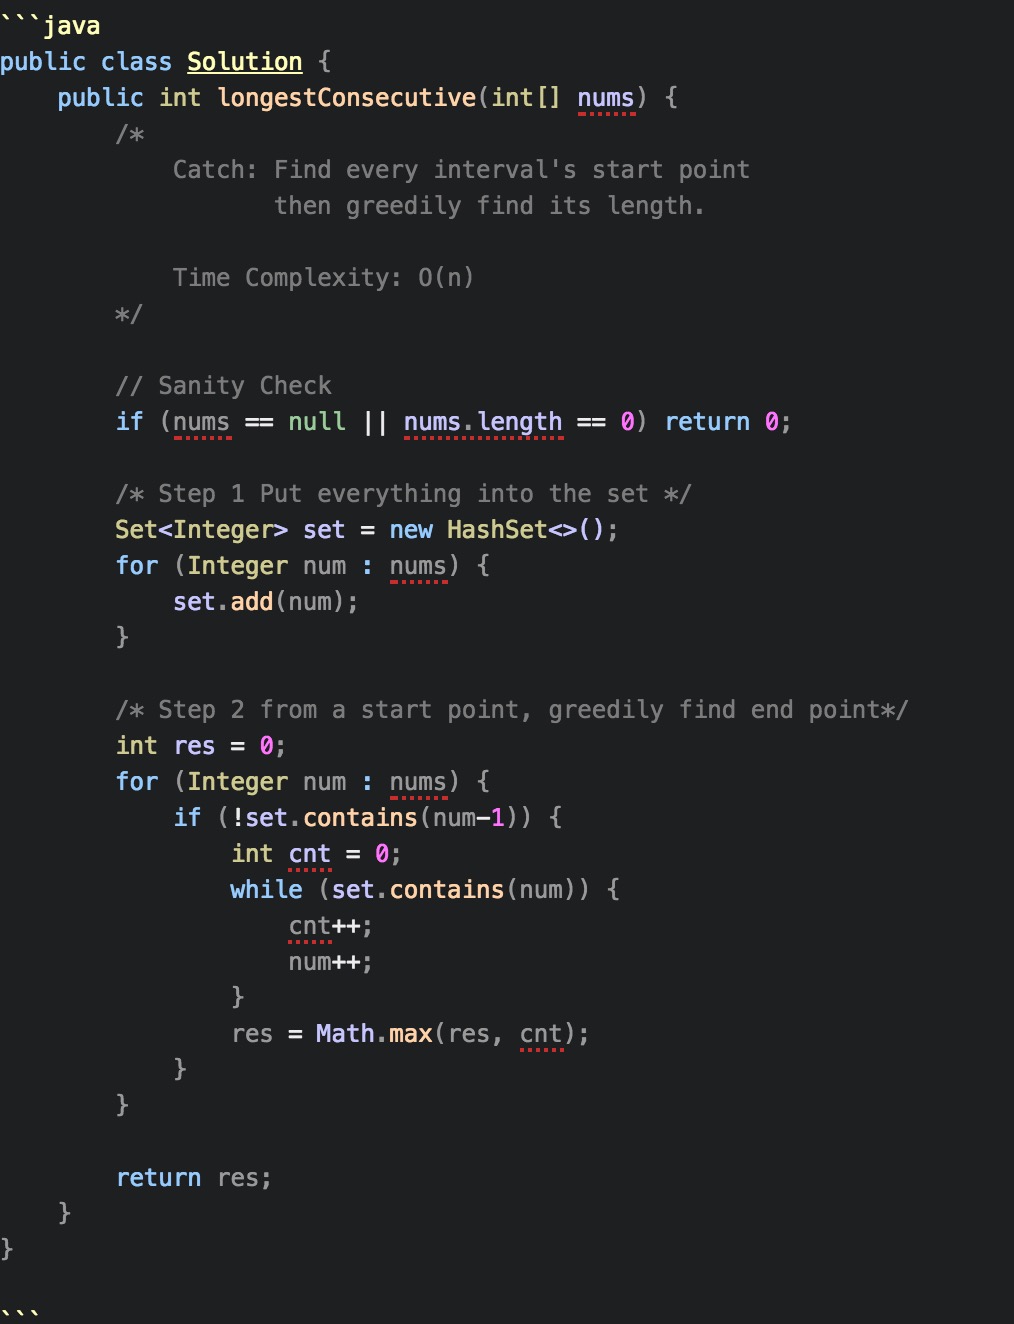 ```java
public class Solution {
    public int longestConsecutive(int[] nums) {
        /*
            Catch: Find every interval's start point
                   then greedily find its length.

            Time Complexity: O(n)
        */

        // Sanity Check
        if (nums == null || nums.length == 0) return 0;

        /* Step 1 Put everything into the set */
        Set<Integer> set = new HashSet<>();
        for (Integer num : nums) {
            set.add(num);
        }

        /* Step 2 from a start point, greedily find end point*/
        int res = 0;
        for (Integer num : nums) {
            if (!set.contains(num-1)) {
                int cnt = 0;
                while (set.contains(num)) {
                    cnt++;
                    num++;
                }
                res = Math.max(res, cnt);
            }
        }

        return res;
    }
}

```